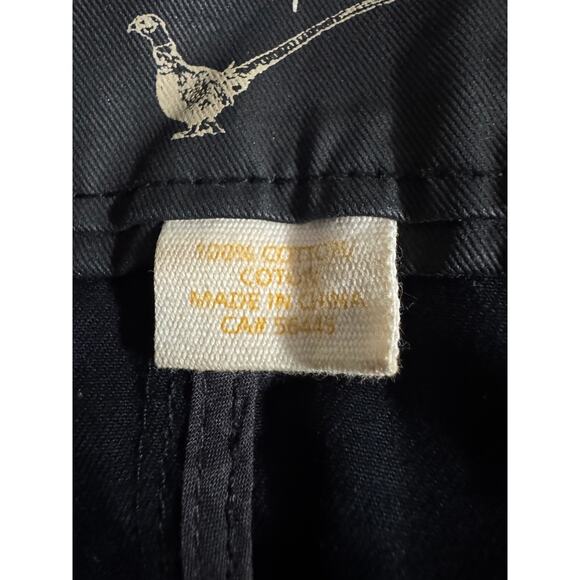 100% COTTON/
COTON
MADE IN CHINA
CA# 56445